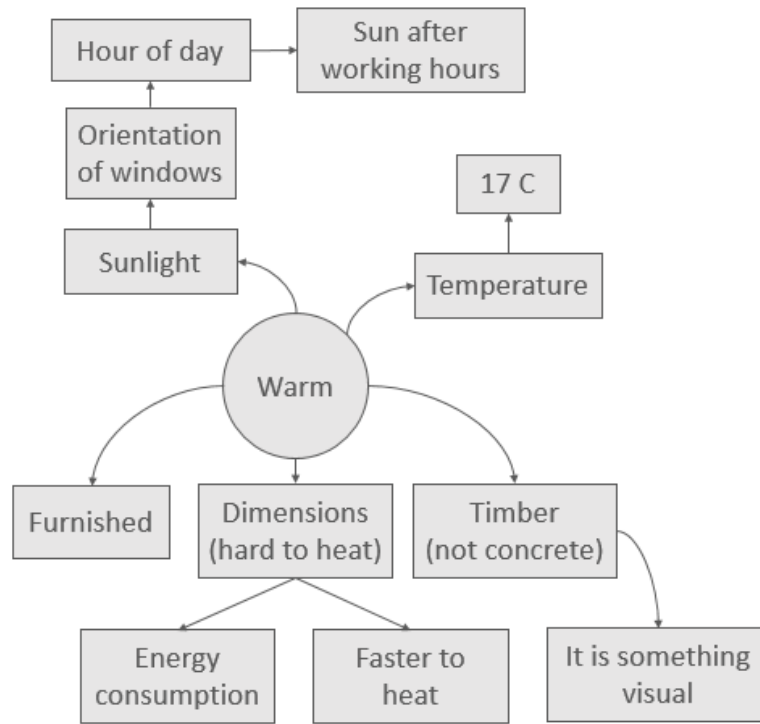 Hour of day
Sun after
working hours
Orientation
of windows
17 C
Sunlight
Temperature
Warm
Furnished
Dimensions
(hard to heat)
Timber
(not concrete)
Energy
consumption
Faster to
heat
It is something
visual